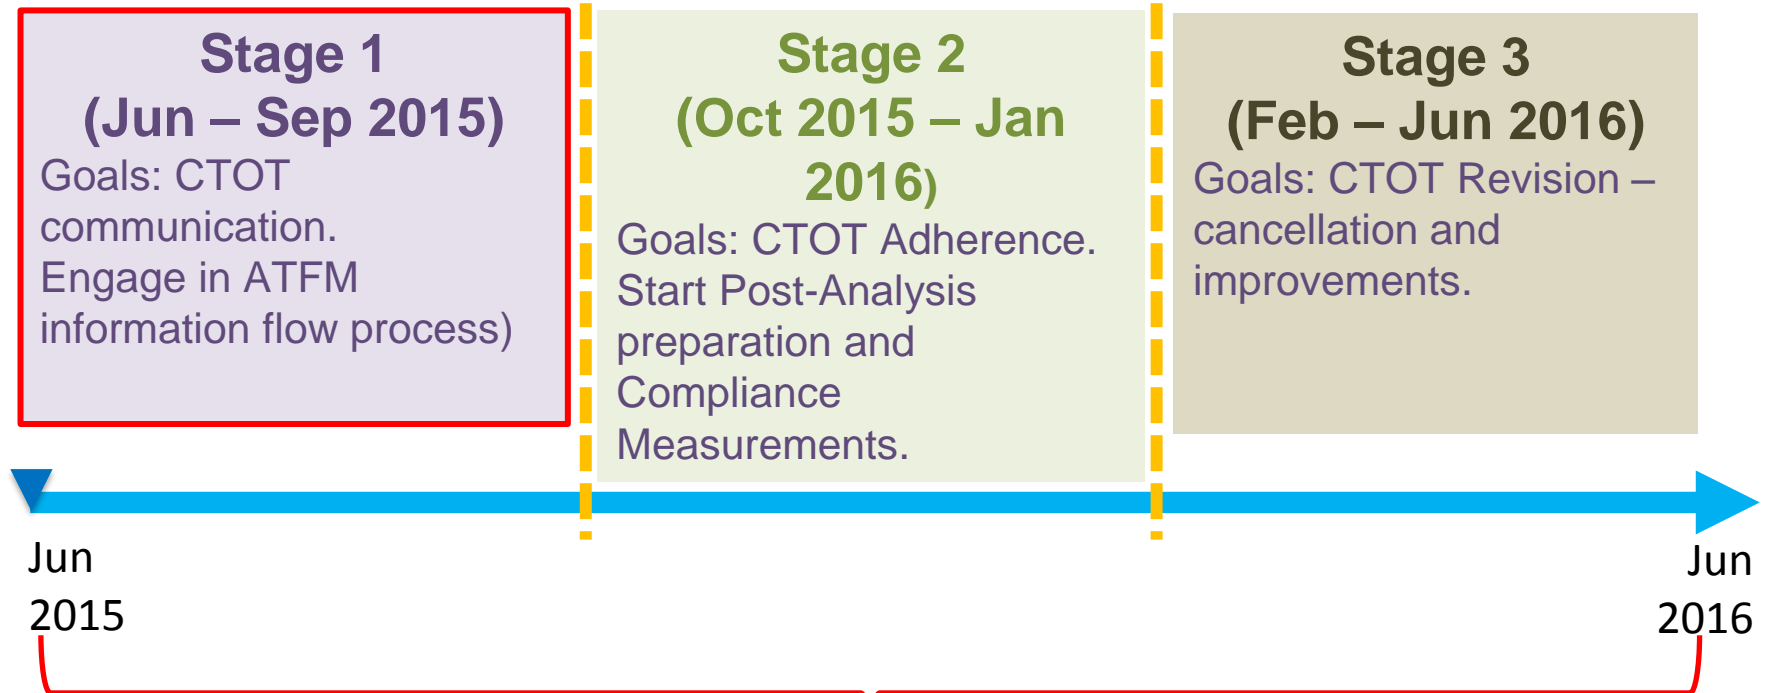 Stage 1
(Jun – Sep 2015)
Goals: CTOT
communication.
Engage in ATFM
information flow process)
Stage 2
(Oct 2015 – Jan
2016)
Goals: CTOT Adherence.
Start Post-Analysis
preparation and
Compliance
Measurements.
Stage 3
(Feb – Jun 2016)
Goals: CTOT Revision –
cancellation and
improvements.
Jun
2015
Jun
2016